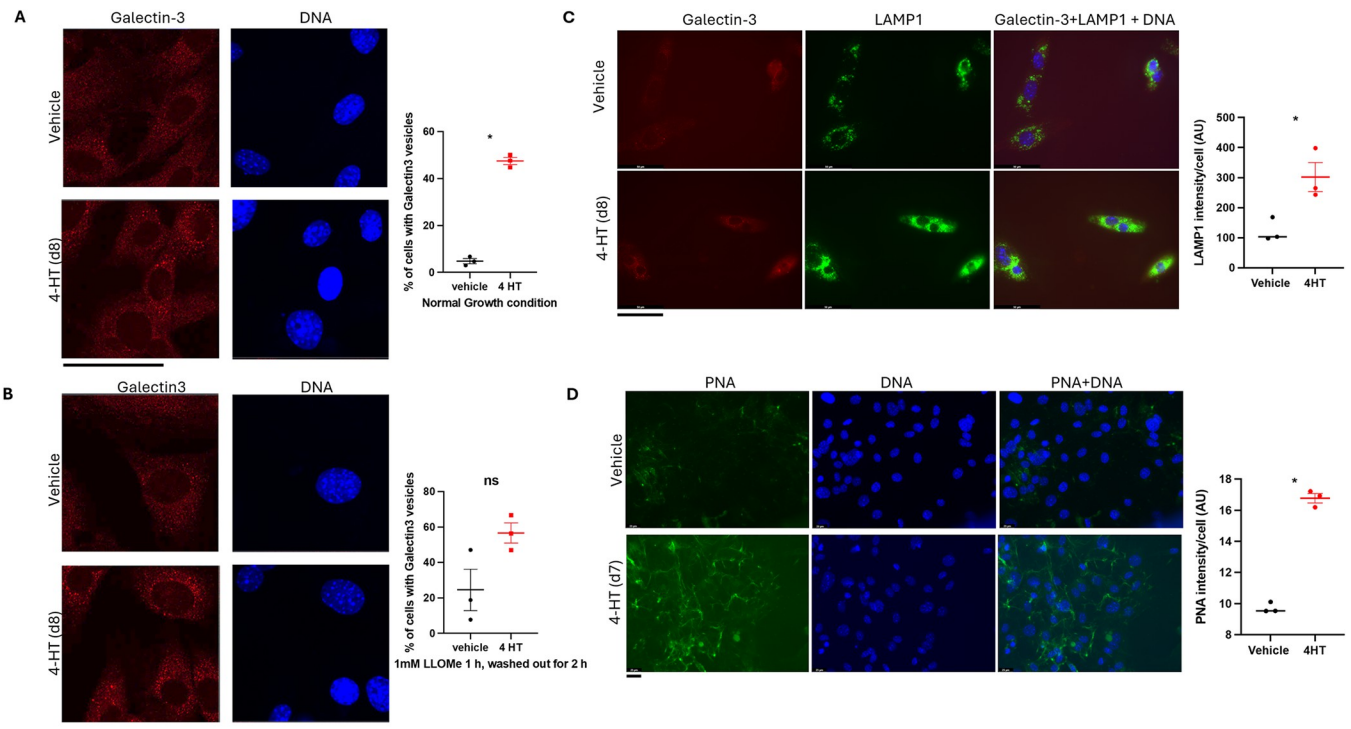 A
Galectin-3
DNA
Vehicle
4-HT (d8)
% of cells with Galectin3 vesicles
60
40
20
0
*
vehicle
4 HT
Normal Growth condition
B
Galectin3
DNA
Vehicle
4-HT (d8)
% of cells with Galectin3 vesicles
80
60
40
20
0
ns
vehicle
4 HT
1mM LLOMe 1 h, washed out for 2 h
C
Galectin-3
LAMP1
Galectin-3+LAMP1 + DNA
Vehicle
4-HT (d8)
LAMP1 intensity/cell (AU)
500
400
300
200
100
0
*
Vehicle
4HT
D
PNA
DNA
PNA+DNA
Vehicle
4-HT (d7)
PNA intensity/cell (AU)
18
16
14
12
10
8
*
Vehicle
4HT